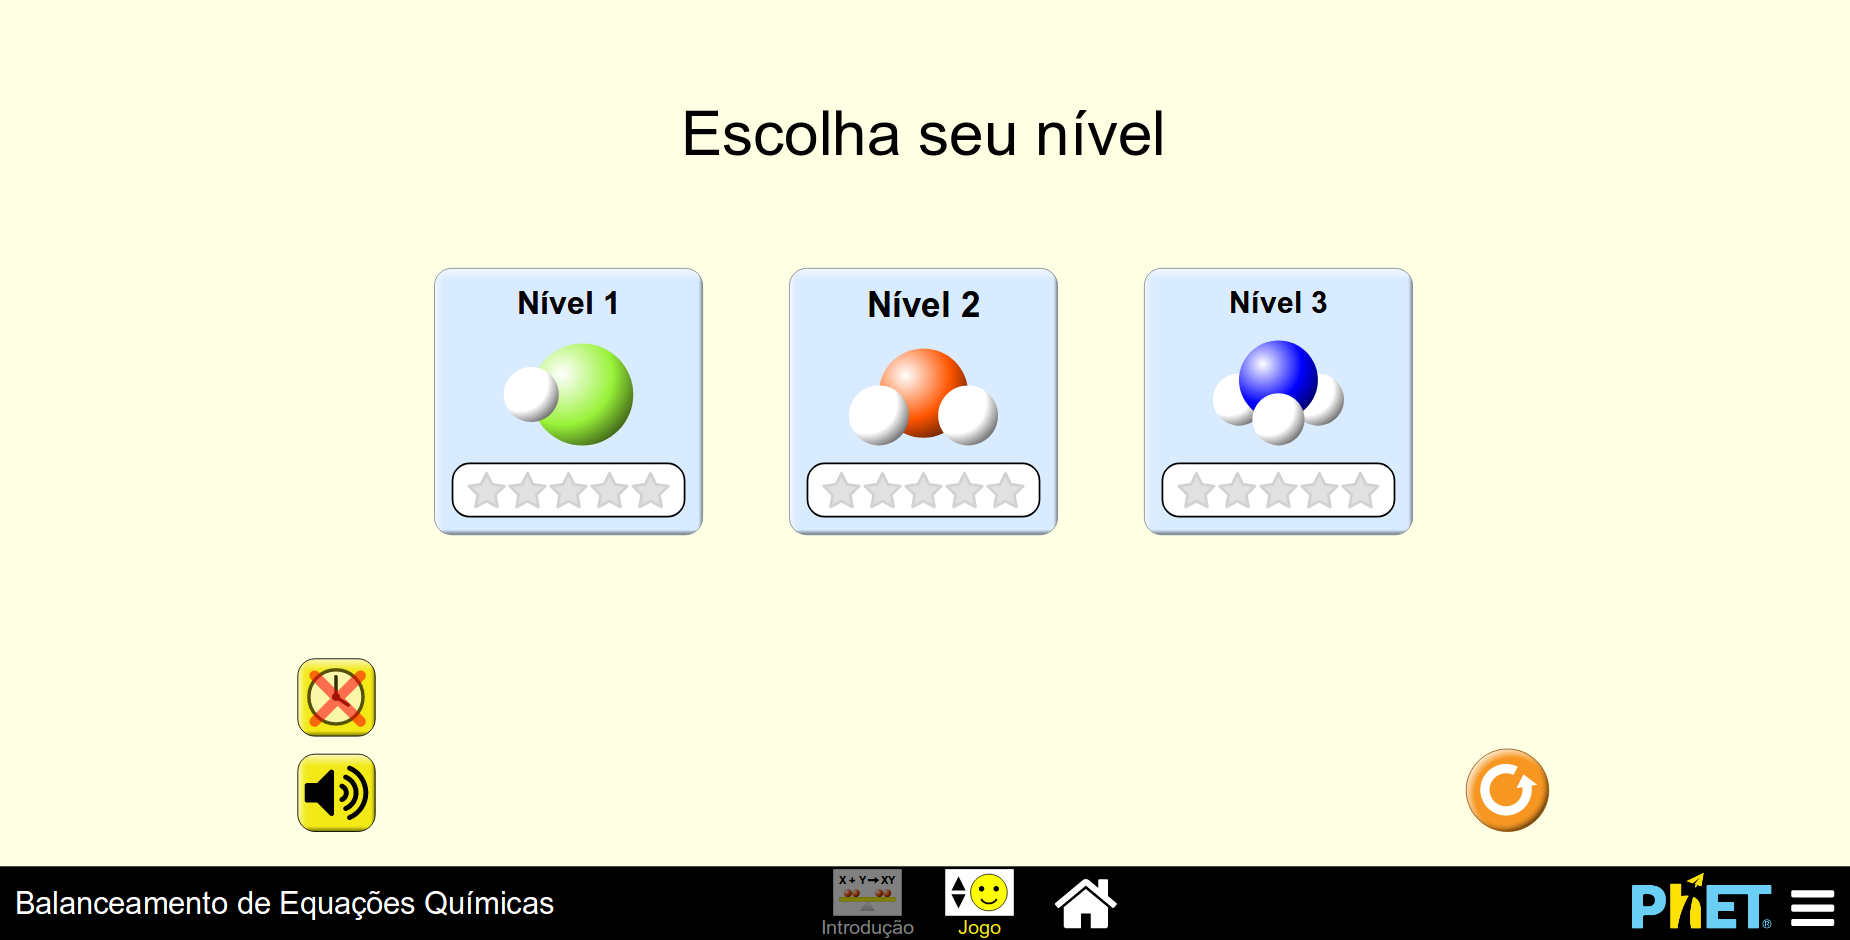 Escolha seu nível
Nível 1
Nível 2
Nível 3
Balanceamento de Equações Químicas
X + Y → XY
Introdução
Jogo
PhET®